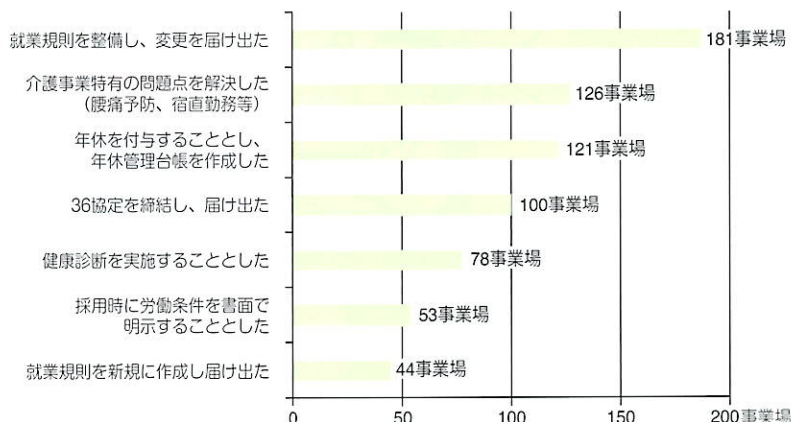 就業規則を整備し、変更を届け出た
181事業場
介護事業特有の問題点を解決した
（腰痛予防、宿直勤務等）
126事業場
年休を付与することとし、
年休管理台帳を作成した
121事業場
36協定を締結し、届け出た
100事業場
健康診断を実施することとした
78事業場
採用時に労働条件を書面で
明示することとした
53事業場
就業規則を新規に作成し届け出た
44事業場
0 50 100 150 200事業場